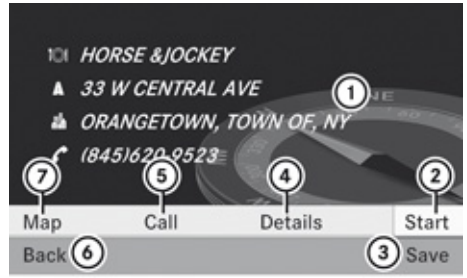 HORSE &JOCKEY
33 W CENTRAL AVE
1
NE
ORANGETOWN, TOWN OF, NY
(845)620-9523
7
5
4
2
Map
Call
Details
Start
Back
6
3
Save